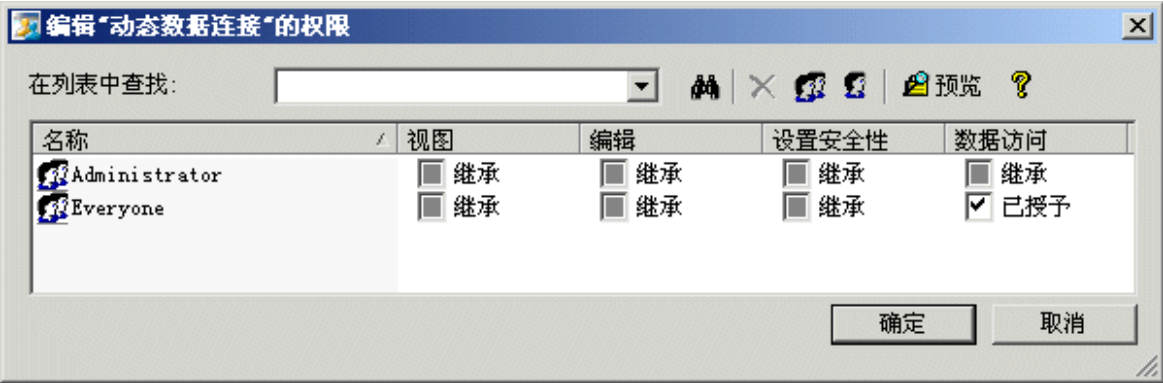 编辑"动态数据连接"的权限
在列表中查找: 预览
名称 视图 编辑 设置安全性 数据访问
Administrator 继承 继承 继承 继承
Everyone 继承 继承 继承 已授予
确定 取消